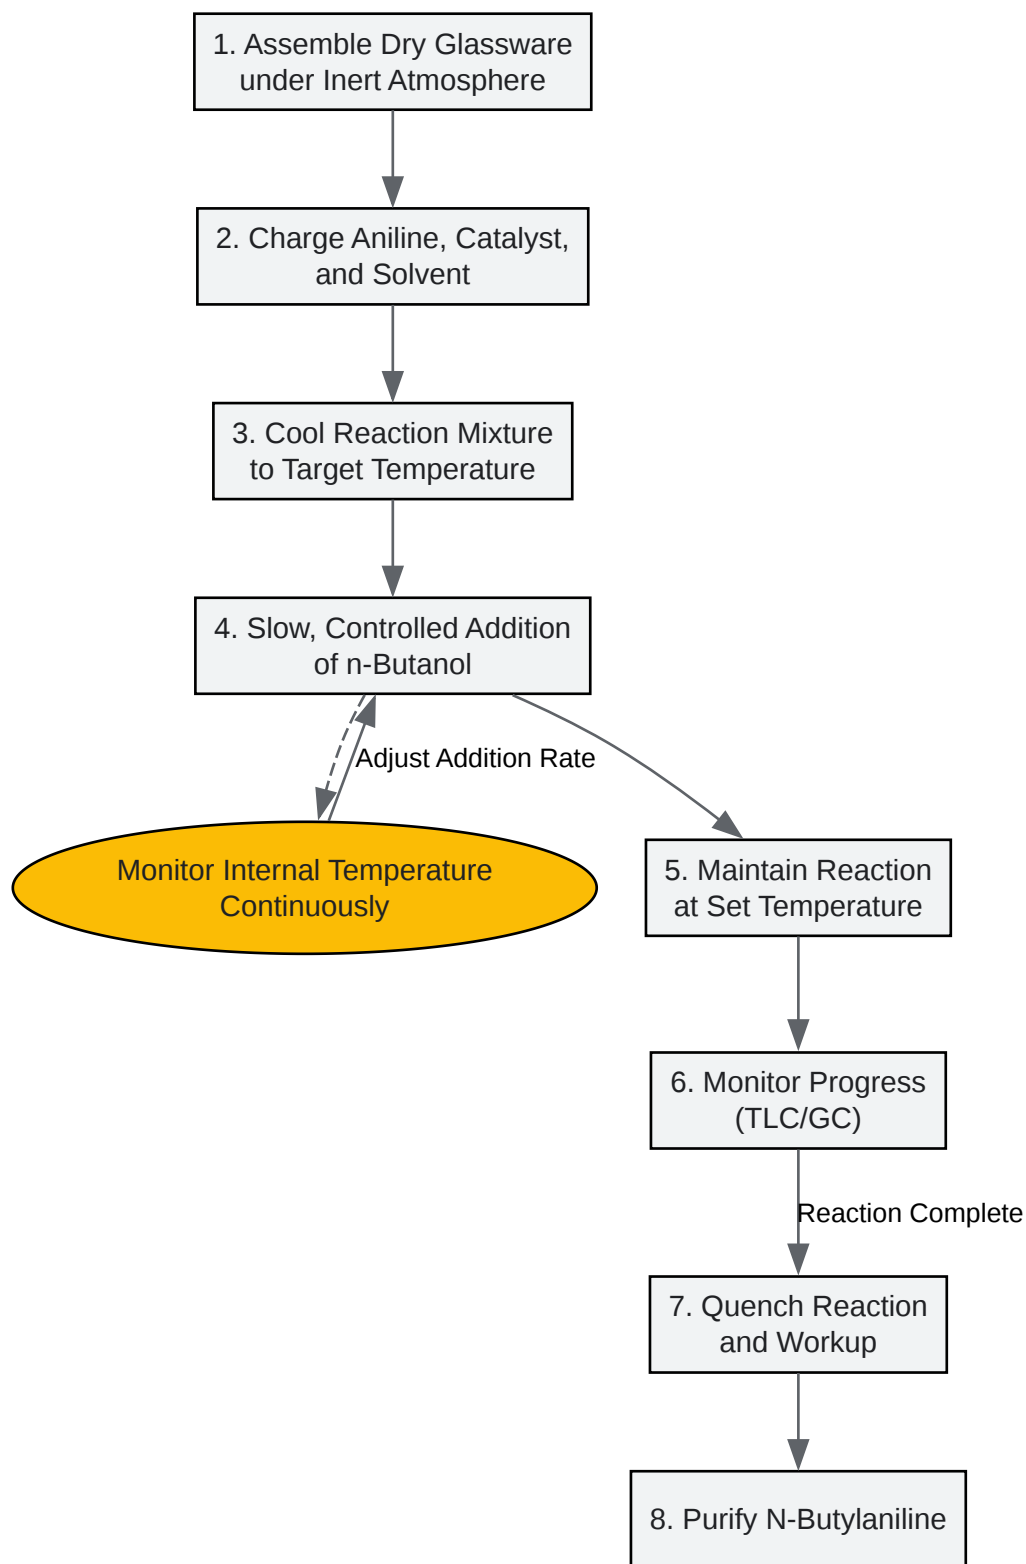 1. Assemble Dry Glassware
under Inert Atmosphere
2. Charge Aniline, Catalyst,
and Solvent
3. Cool Reaction Mixture
to Target Temperature
4. Slow, Controlled Addition
of n-Butanol
Adjust Addition Rate
Monitor Internal Temperature
Continuously
5. Maintain Reaction
at Set Temperature
6. Monitor Progress
(TLC/GC)
Reaction Complete
7. Quench Reaction
and Workup
8. Purify N-Butylaniline